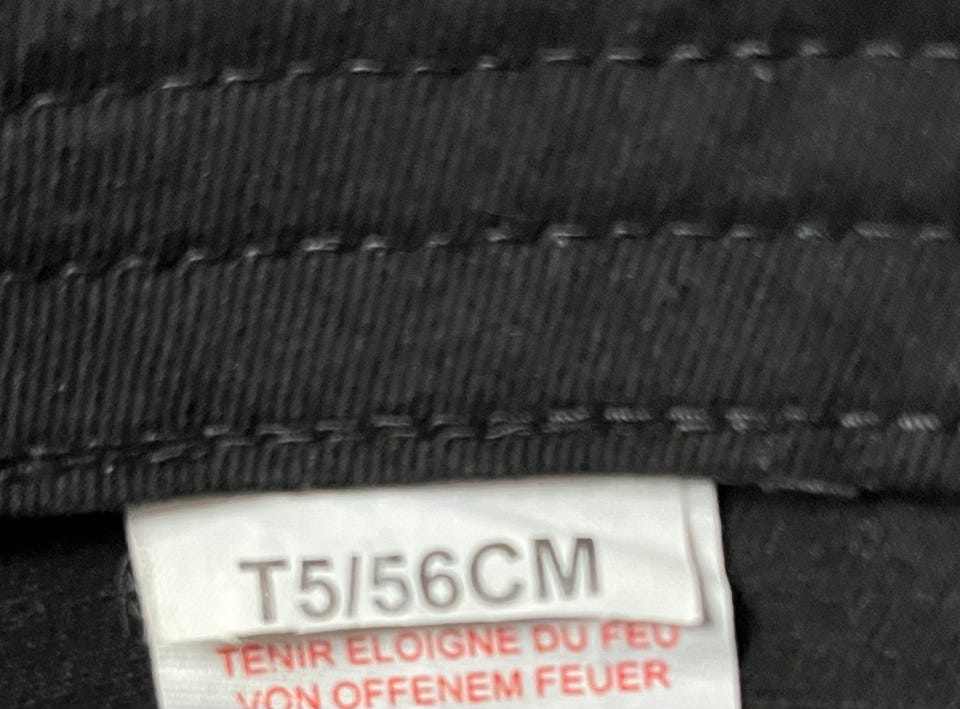 T5/56CM
TENIR ELOIGNE DU FEU
VON OFFENEM FEUER